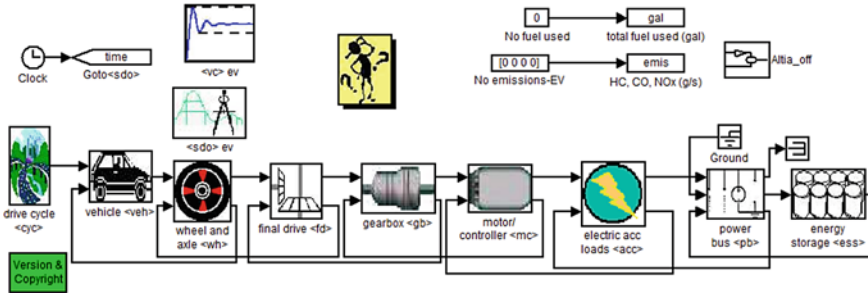 time
Clock
Goto<sdo>
<vc> ev
<sdo> ev
0
No fuel used
gal
total fuel used (gal)
[0 0 0 0]
No emissions-EV
emis
HC, CO, NOx (g/s)
Altia_off
Ground
drive cycle
<cyc>
vehicle <veh>
wheel and
axle <wh>
final drive <fd>
gearbox <gb>
motor/
controller <mc>
electric acc
loads <acc>
power
bus <pb>
energy
storage <ess>
Version &
Copyright